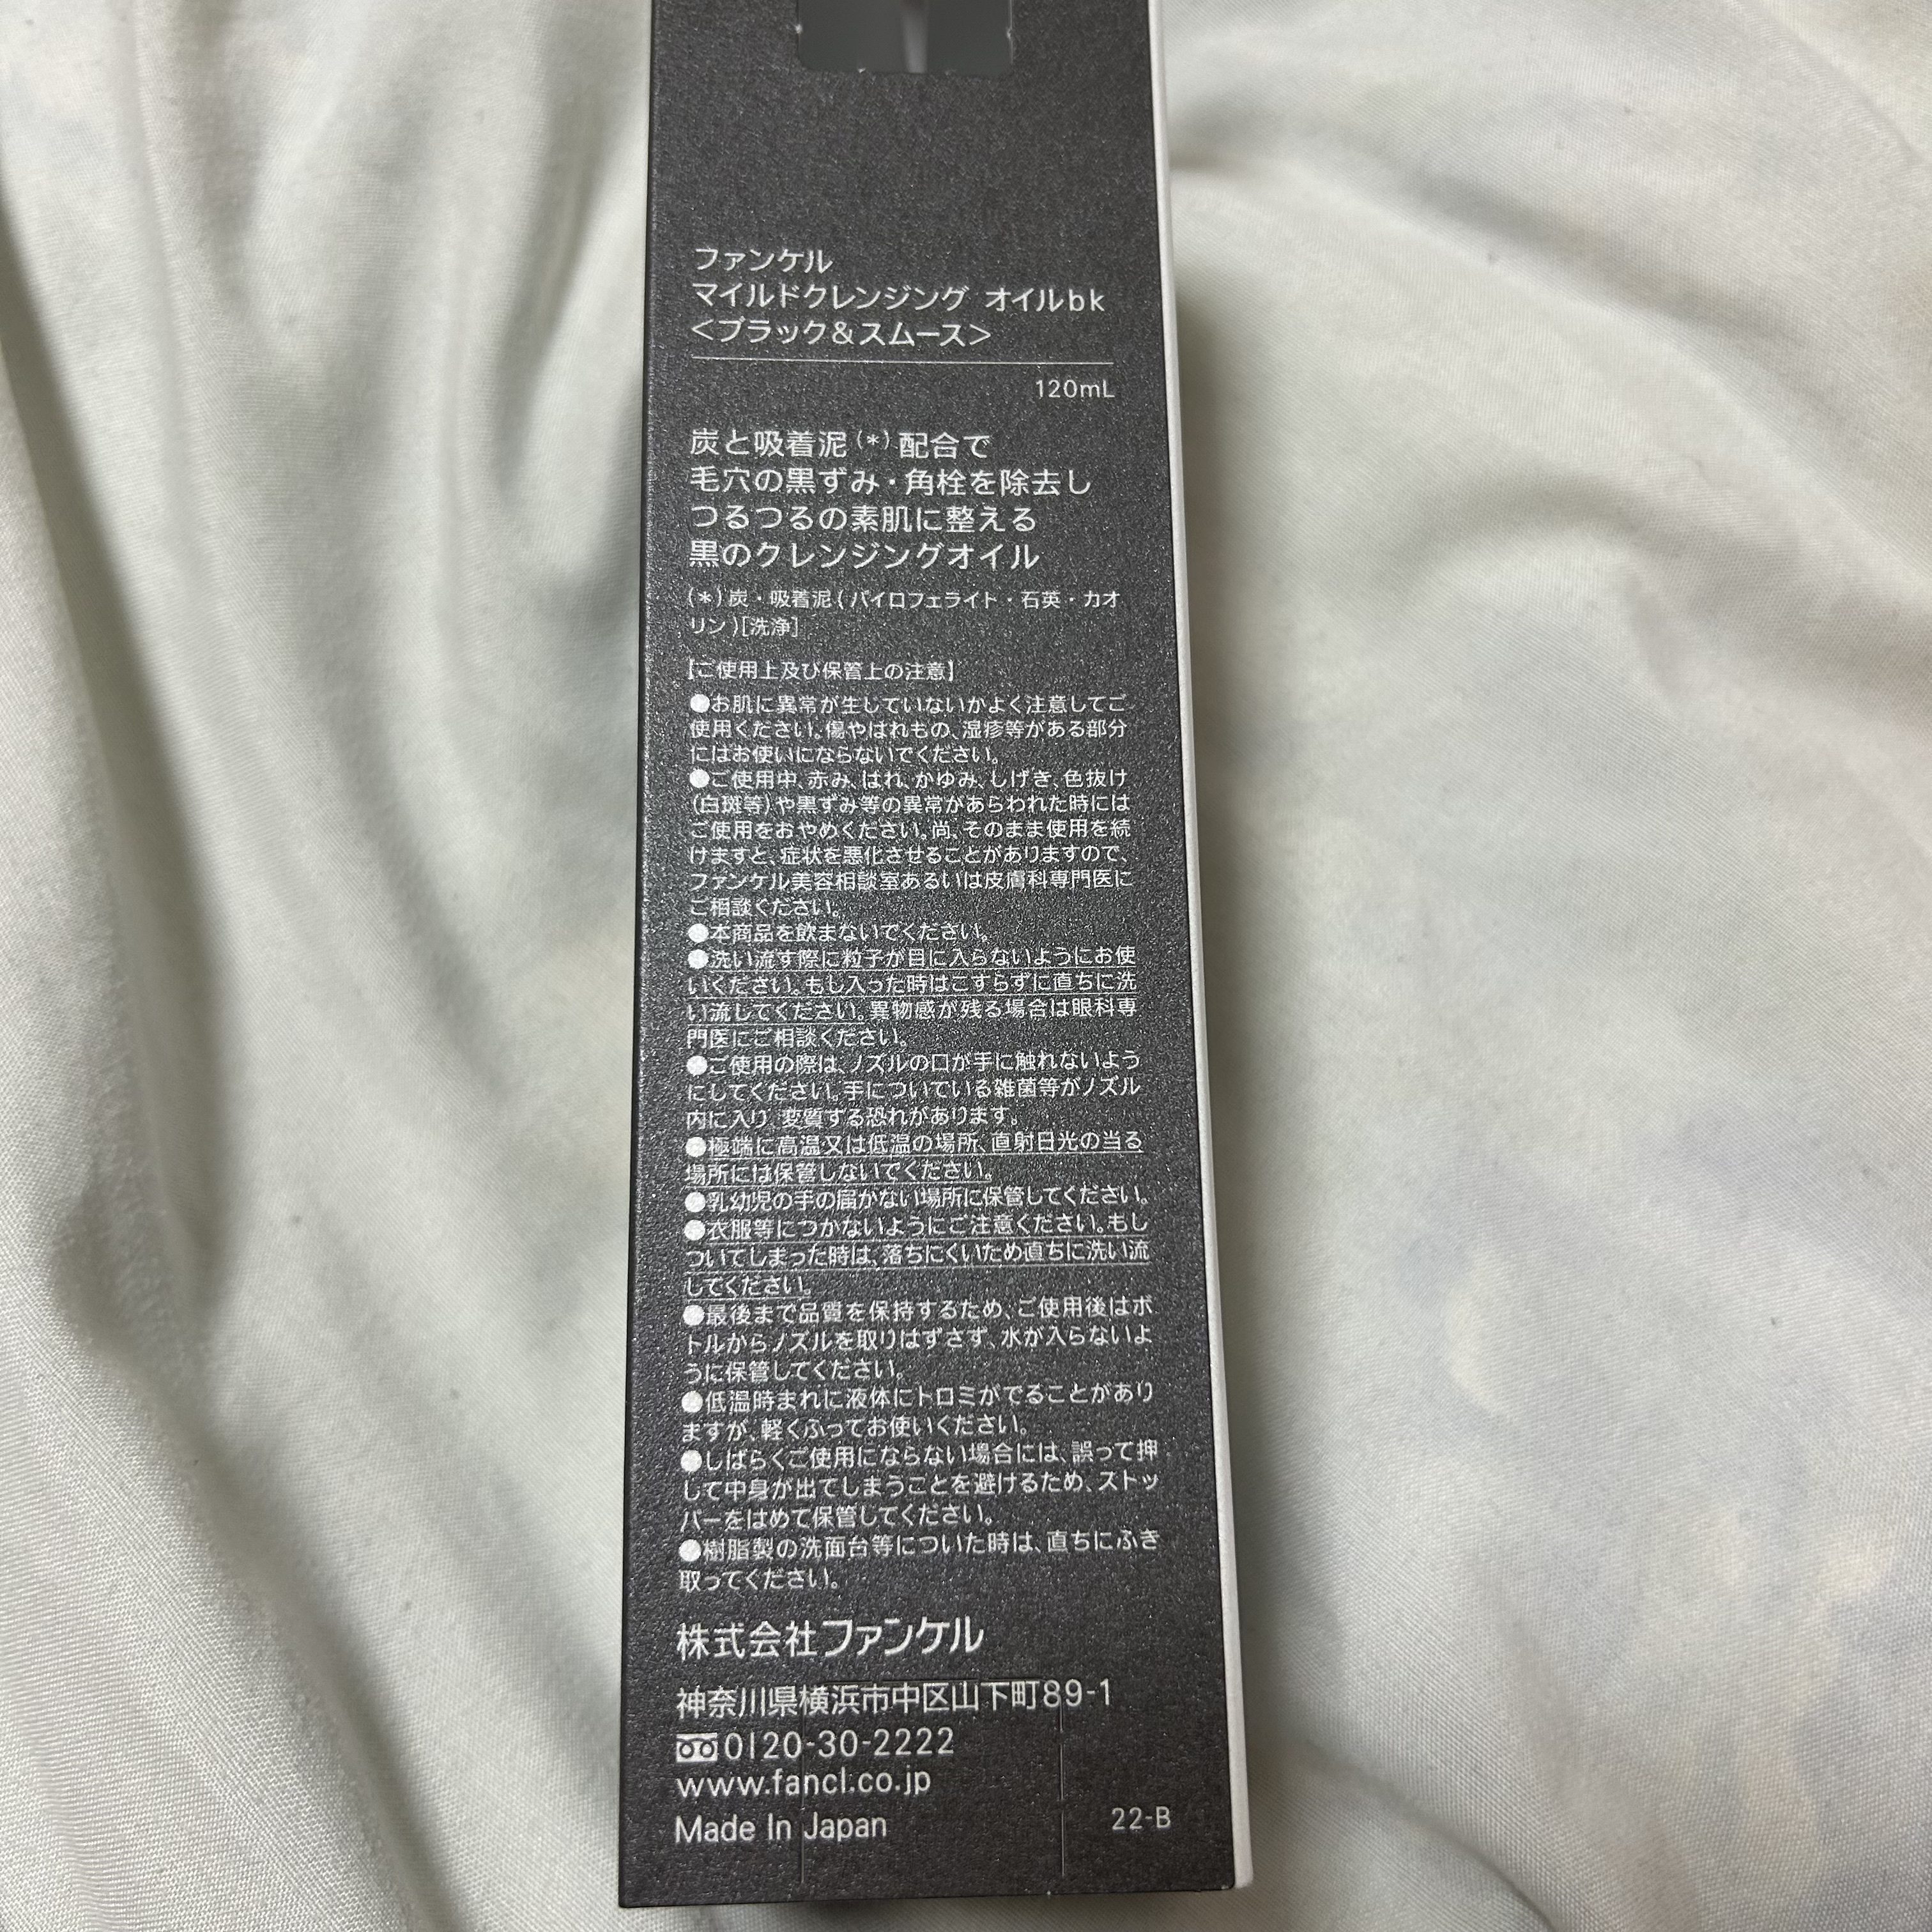 ファンケル
マイルドクレンジング オイルbk
<ブラック&スムース>
120mL
炭と吸着泥(*)配合で
毛穴の黒ずみ・角栓を除去し
つるつるの素肌に整える
黒のクレンジングオイル
(*)炭・吸着泥(パイロフェライト・石英・カオ
リン)[洗浄]
【ご使用上及び保管上の注意】
●お肌に異常が生じていないかよく注意してご
使用ください。傷やはれもの、湿疹等がある部分
にはお使いにならないでください。
●ご使用中、赤み、はれ、かゆみ、しげき、色抜け
(白斑等)や黒ずみ等の異常があらわれた時には
ご使用をおやめください。尚、そのまま使用を続
けますと、症状を悪化させることがありますので、
ファンケル美容相談室あるいは皮膚科専門医に
ご相談ください。
●本商品を飲まないでください。
●洗い流す際に粒子が目に入らないようにお使
いください。もし入った時はこすらずに直ちに洗
い流してください。異物感が残る場合は眼科専
門医にご相談ください。
●ご使用の際は、ノズルの口が手に触れないよう
にしてください。手についている雑菌等がノズル
内に入り、変質する恐れがあります。
●極端に高温又は低温の場所、直射日光の当る
場所には保管しないでください。
●乳幼児の手の届かない場所に保管してください。
●衣服等につかないようにご注意ください。もし
ついてしまった時は、落ちにくいため直ちに洗い流
してください。
●最後まで品質を保持するため、ご使用後はボ
トルからノズルを取りはずさず、水が入らないよ
うに保管してください。
●低温時まれに液体にトロミがでることがあり
ますが、軽くふってお使いください。
●しばらくご使用にならない場合には、誤って押
して中身が出てしまうことを避けるため、ストッ
パーをはめて保管してください。
●樹脂製の洗面台等についた時は、直ちにふき
取ってください。
株式会社ファンケル
神奈川県横浜市中区山下町89-1
0120-30-2222
www.fancl.co.jp
Made In Japan
22-B